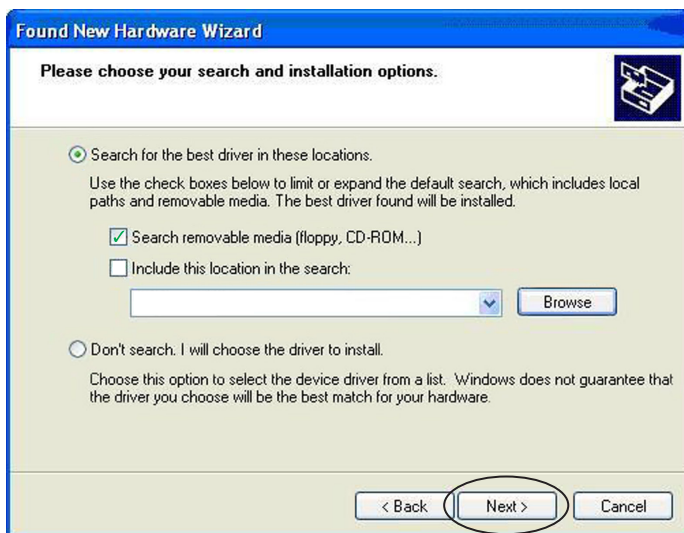 Found New Hardware Wizard
Please choose your search and installation options.
Search for the best driver in these locations.
Use the check boxes below to limit or expand the default search, which includes local
paths and removable media. The best driver found will be installed.
Search removable media (floppy, CD-ROM...)
Include this location in the search:
Browse
Don't search. I will choose the driver to install.
Choose this option to select the device driver from a list. Windows does not guarantee that
the driver you choose will be the best match for your hardware.
< Back Next > Cancel